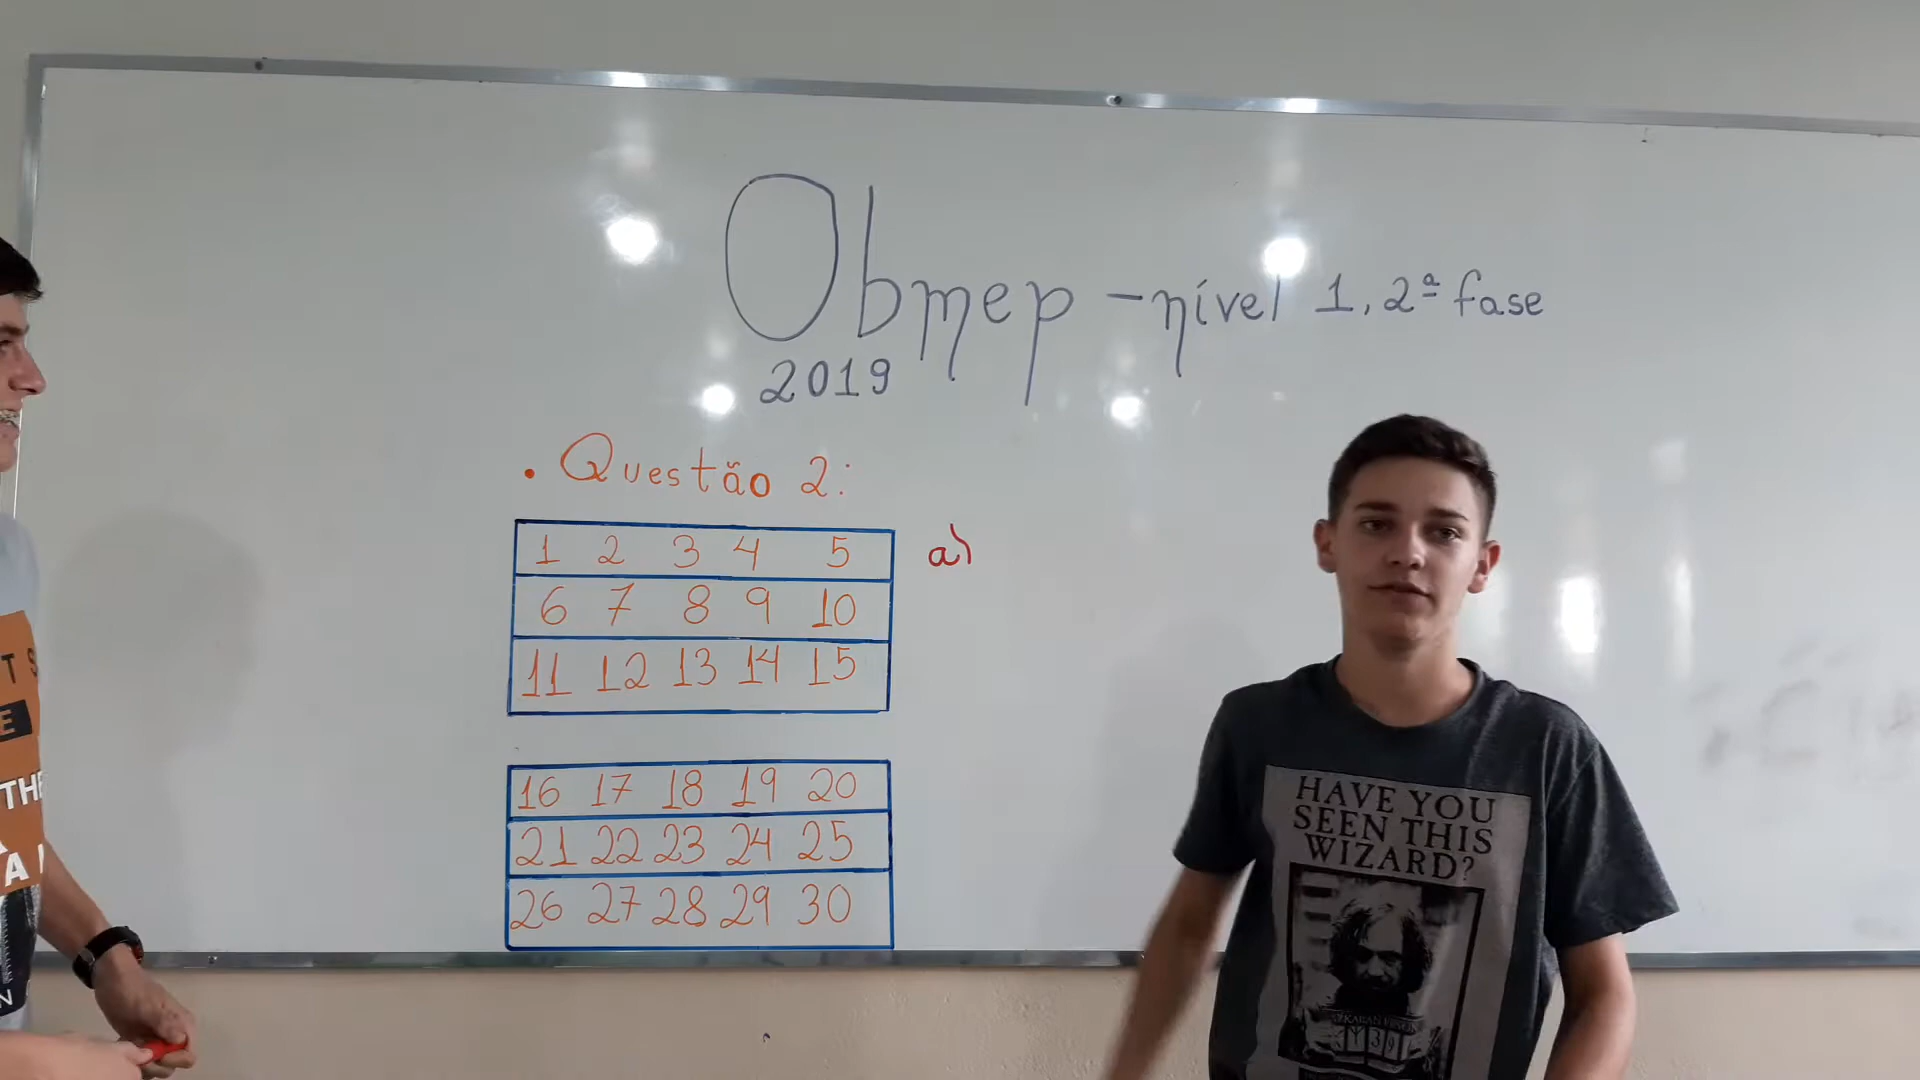 Obmep - nível 1, 2ª fase
2019
• Questão 2:
1 2 3 4 5
6 7 8 9 10
11 12 13 14 15
a)
16 17 18 19 20
21 22 23 24 25
26 27 28 29 30
HAVE YOU
SEEN THIS
WIZARD?
T S
E
THE
A
N